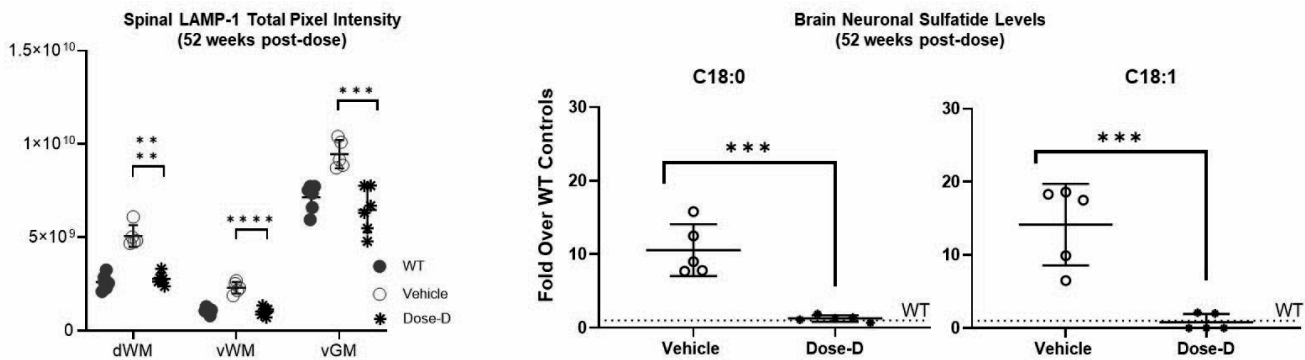 Spinal LAMP-1 Total Pixel Intensity
(52 weeks post-dose)
1.5×10¹⁰
1×10¹⁰
5×10⁹
0
****
****
***
dWM
vWM
vGM
WT
Vehicle
Dose-D
Brain Neuronal Sulfatide Levels
(52 weeks post-dose)
C18:0
Fold Over WT Controls
30
20
10
0
***
WT
Vehicle
Dose-D
C18:1
30
20
10
0
***
WT
Vehicle
Dose-D